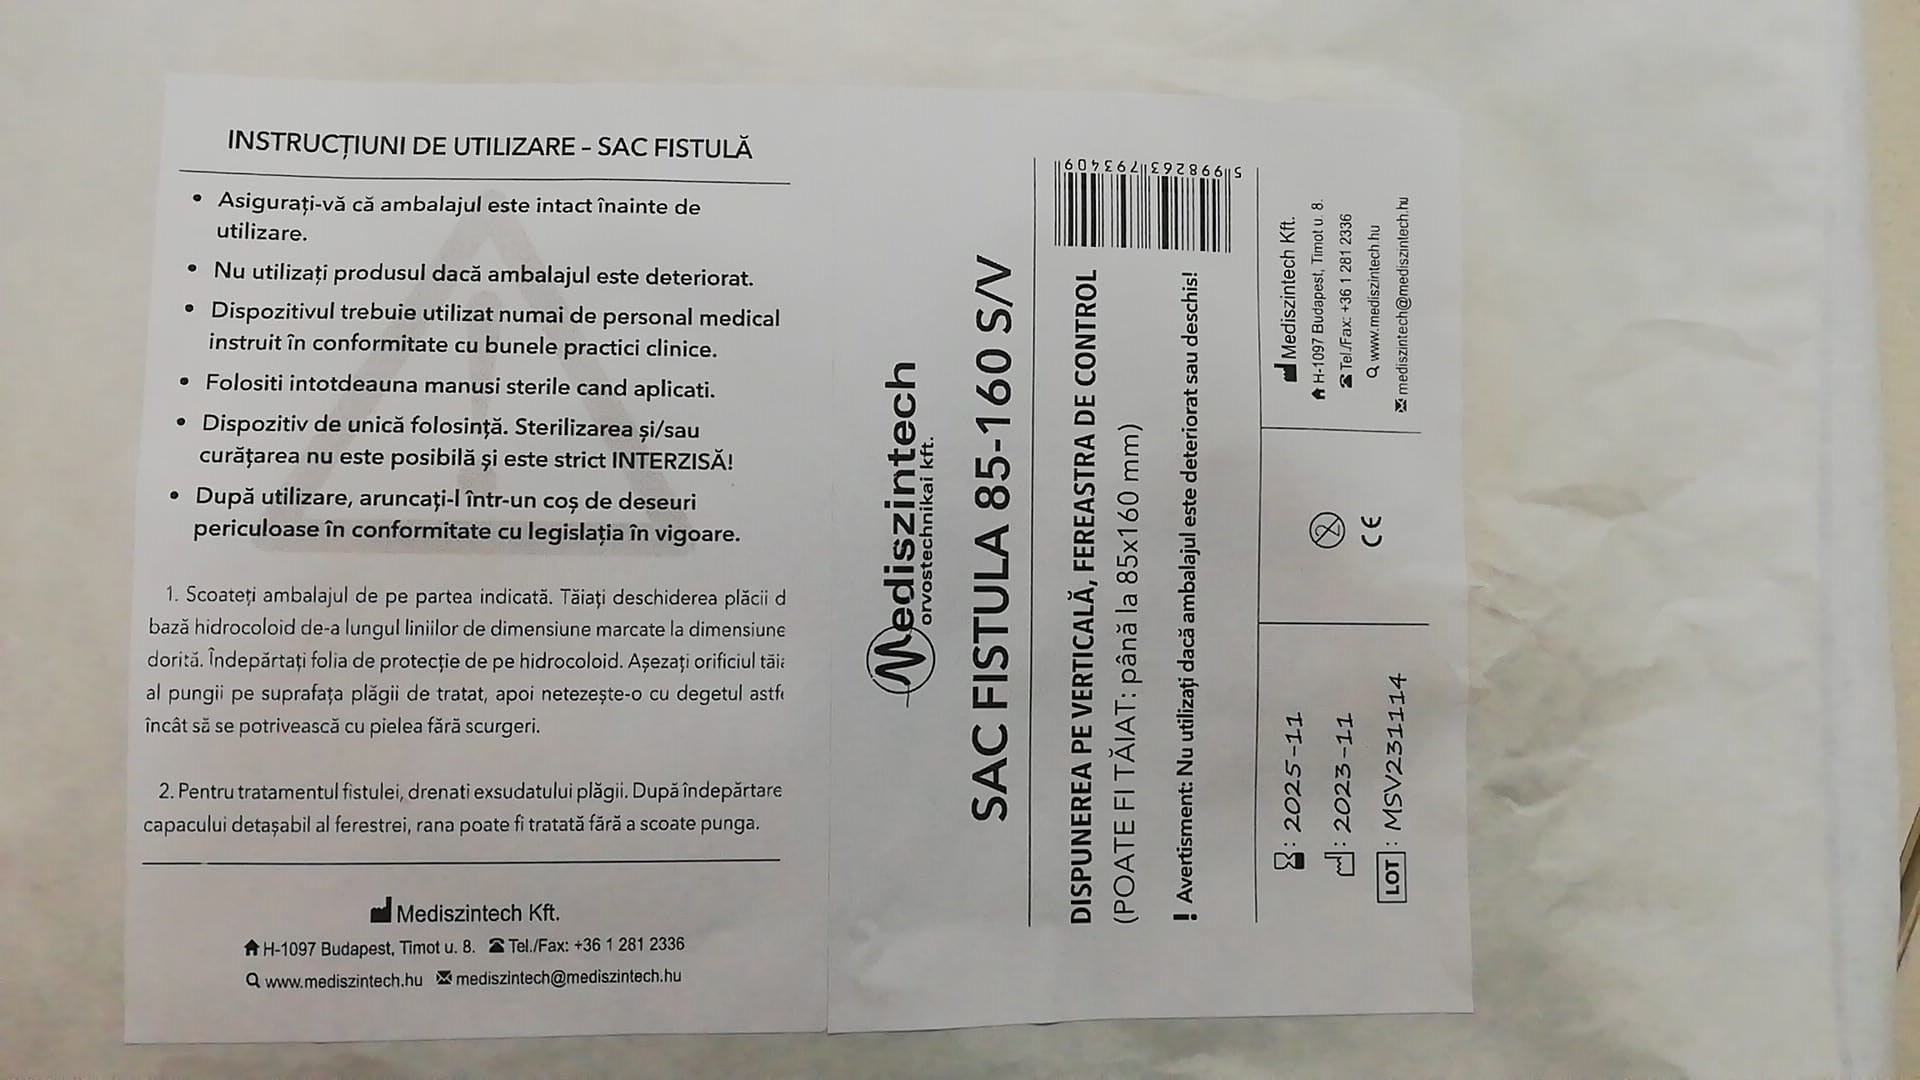 INSTRUCȚIUNI DE UTILIZARE – SAC FISTULĂ
• Asigurați-vă că ambalajul este intact înainte de
utilizare.
• Nu utilizați produsul dacă ambalajul este deteriorat.
• Dispozitivul trebuie utilizat numai de personal medical
instruit în conformitate cu bunele practici clinice.
• Folositi intotdeauna manusi sterile cand aplicati.
• Dispozitiv de unică folosință. Sterilizarea și/sau
curățarea nu este posibilă și este strict INTERZISĂ!
• După utilizare, aruncați-l într-un coș de deseuri
periculoase în conformitate cu legislația în vigoare.
1. Scoateți ambalajul de pe partea indicată. Tăiați deschiderea plăcii d
bază hidrocoloid de-a lungul liniilor de dimensiune marcate la dimensiune
dorită. Îndepărtați folia de protecție de pe hidrocoloid. Așezați orificiul tăia
al pungii pe suprafața plăgii de tratat, apoi netezește-o cu degetul astfe
încât să se potrivească cu pielea fără scurgeri.
2. Pentru tratamentul fistulei, drenati exsudatului plăgii. După îndepărtare
capacului detașabil al ferestrei, rana poate fi tratată fără a scoate punga.
Mediszintech Kft.
H-1097 Budapest, Timot u. 8. Tel./Fax: +36 1 281 2336
www.mediszintech.hu mediszintech@mediszintech.hu
Mediszintech
orvostechnikai kft.
SAC FISTULA 85-160 S/V
DISPUNEREA PE VERTICALĂ, FEREASTRA DE CONTROL
(POATE FI TĂIAT: până la 85x160 mm)
! Avertisment: Nu utilizați dacă ambalajul este deteriorat sau deschis!
5 998263 793409
: 2025-11
: 2023-11
LOT : MSV231114
2
CE
Mediszintech Kft.
H-1097 Budapest, Timot u. 8.
Tel./Fax: +36 1 281 2336
www.mediszintech.hu
mediszintech@mediszintech.hu